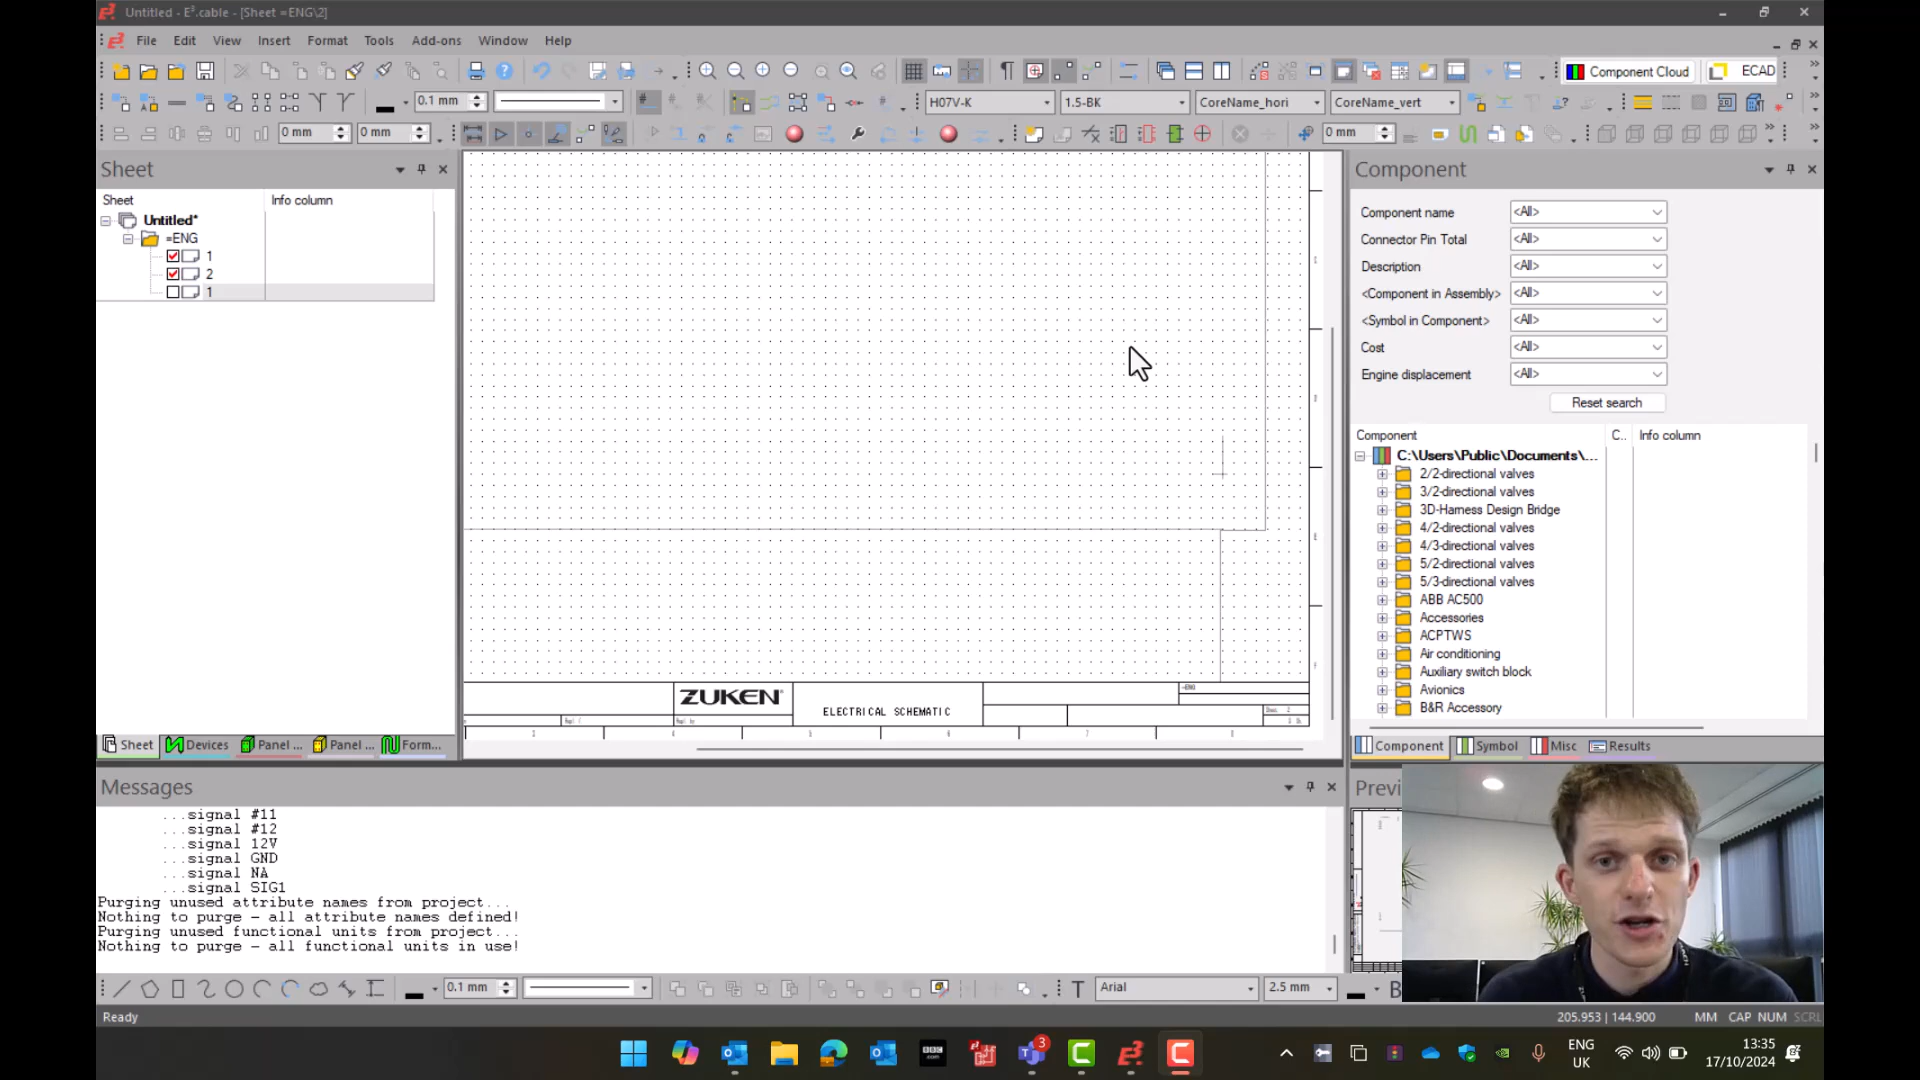 Untitled - E³.cable - [Sheet =ENG\2]
File Edit View Insert Format Tools Add-ons Window Help
Component Cloud ECAD
0.1 mm H07V-K 1.5-BK CoreName_hori CoreName_vert
0 mm 0 mm 0 mm
Sheet
Sheet Info column
Untitled*
=ENG
1
2
1
Sheet Devices Panel ... Panel ... Form...
ZUKEN
ELECTRICAL SCHEMATIC
Component
Component name <All>
Connector Pin Total <All>
Description <All>
<Component in Assembly> <All>
<Symbol in Component> <All>
Cost <All>
Engine displacement <All>
Reset search
Component C.. Info column
C:\Users\Public\Documents\...
2/2-directional valves
3/2-directional valves
3D-Harness Design Bridge
4/2-directional valves
4/3-directional valves
5/2-directional valves
5/3-directional valves
ABB AC500
Accessories
ACPTWS
Air conditioning
Auxiliary switch block
Avionics
B&R Accessory
Component Symbol Misc Results
Messages
...signal #11
...signal #12
...signal 12V
...signal GND
...signal NA
...signal SIG1
Purging unused attribute names from project...
Nothing to purge - all attribute names defined!
Purging unused functional units from project...
Nothing to purge - all functional units in use!
Previ
0.1 mm T Arial 2.5 mm B
Ready 205.953 | 144.900 MM CAP NUM SCRL
3
BBC
.com
ENG
UK
13:35
17/10/2024